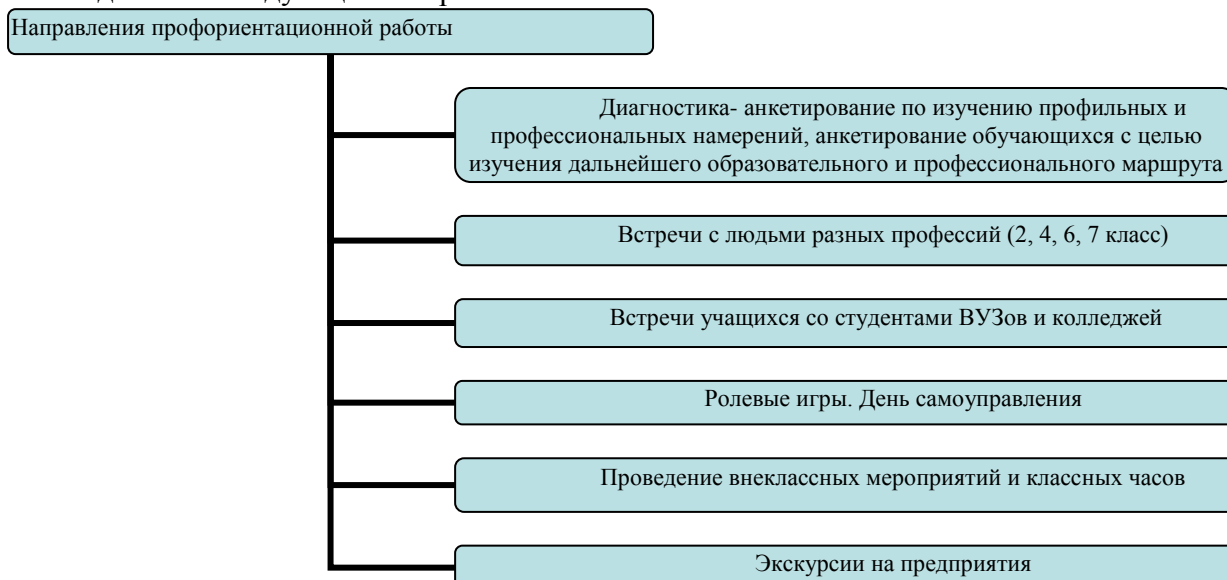 Направления профориентационной работы
Диагностика- анкетирование по изучению профильных и
профессиональных намерений, анкетирование обучающихся с целью
изучения дальнейшего образовательного и профессионального маршрута
Встречи с людьми разных профессий (2, 4, 6, 7 класс)
Встречи учащихся со студентами ВУЗов и колледжей
Ролевые игры. День самоуправления
Проведение внеклассных мероприятий и классных часов
Экскурсии на предприятия